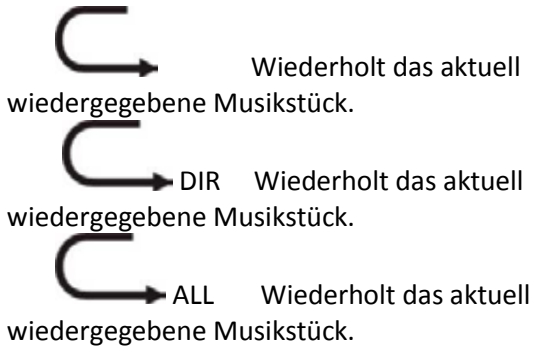 Wiederholt das aktuell
wiedergegebene Musikstück.
DIR Wiederholt das aktuell
wiedergegebene Musikstück.
ALL Wiederholt das aktuell
wiedergegebene Musikstück.